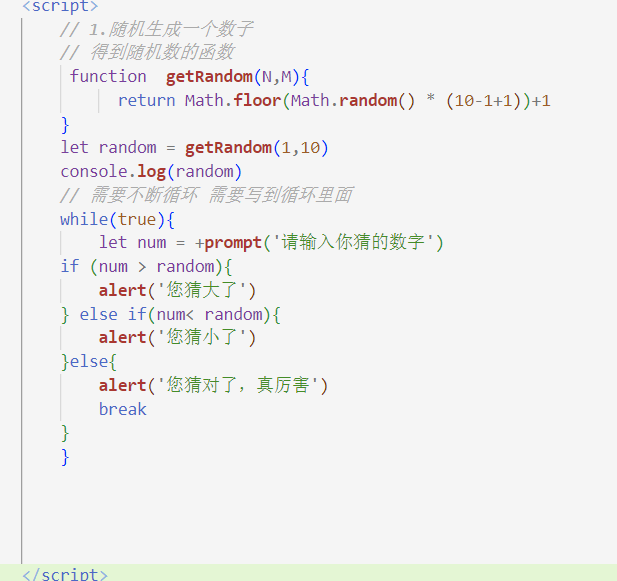 <script>
// 1.随机生成一个数子
// 得到随机数的函数
function  getRandom(N,M){
return Math.floor(Math.random() * (10-1+1))+1
}
let random = getRandom(1,10)
console.log(random)
// 需要不断循环 需要写到循环里面
while(true){
let num = +prompt('请输入你猜的数字')
if (num > random){
alert('您猜大了')
} else if(num< random){
alert('您猜小了')
}else{
alert('您猜对了，真厉害')
break
}
}
</script>